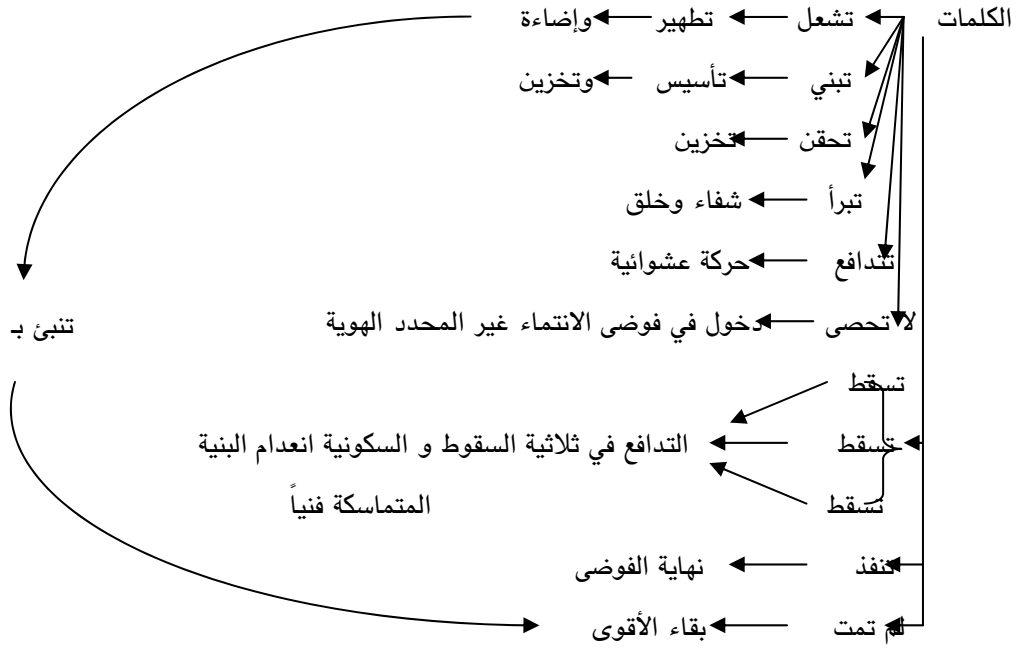 الكلمات تشعل تطهير وإضاءة
تبني تأسيس وتخزين
تحقن تخزين
تبرأ شفاء وخلق
تتدافع حركة عشوائية
لا تحصى دخول في فوضى الانتماء غير المحدد الهوية تنبئ بـ
تسقط
تسقط التدافع في ثلاثية السقوط و السكونية انعدام البنية
تسقط المتماسكة فنياً
تنفذ نهاية الفوضى
لم تمت بقاء الأقوى